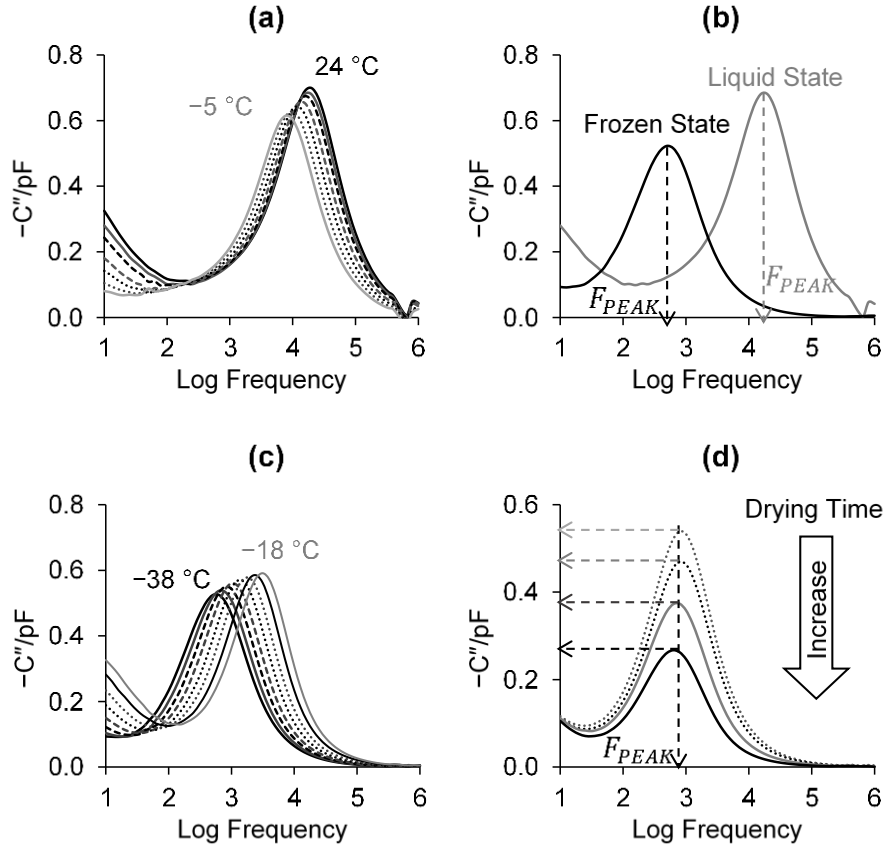 (a)
0.8
0.6
0.4
0.2
0.0
−C″/pF
24 °C
−5 °C
1 2 3 4 5 6
Log Frequency
(b)
0.8
0.6
0.4
0.2
0.0
−C″/pF
Liquid State
Frozen State
F_PEAK
F_PEAK
1 2 3 4 5 6
Log Frequency
(c)
0.8
0.6
0.4
0.2
0.0
−C″/pF
−18 °C
−38 °C
1 2 3 4 5 6
Log Frequency
(d)
0.6
0.4
0.2
0.0
−C″/pF
Drying Time
Increase
F_PEAK
1 2 3 4 5 6
Log Frequency